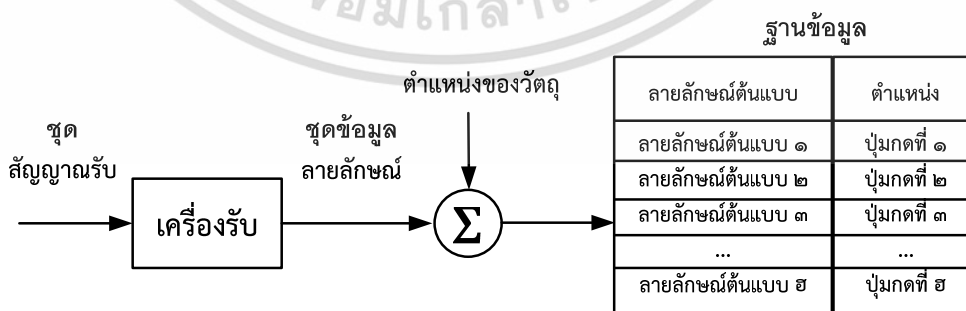 ฐานข้อมูล
ตำแหน่งของวัตถุ
ชุด
สัญญาณรับ
ชุดข้อมูล
ลายลักษณ์
เครื่องรับ
Σ
ลายลักษณ์ต้นแบบ ตำแหน่ง
ลายลักษณ์ต้นแบบ ๑ ปุ่มกดที่ ๑
ลายลักษณ์ต้นแบบ ๒ ปุ่มกดที่ ๒
ลายลักษณ์ต้นแบบ ๓ ปุ่มกดที่ ๓
... ...
ลายลักษณ์ต้นแบบ ฮ ปุ่มกดที่ ฮ